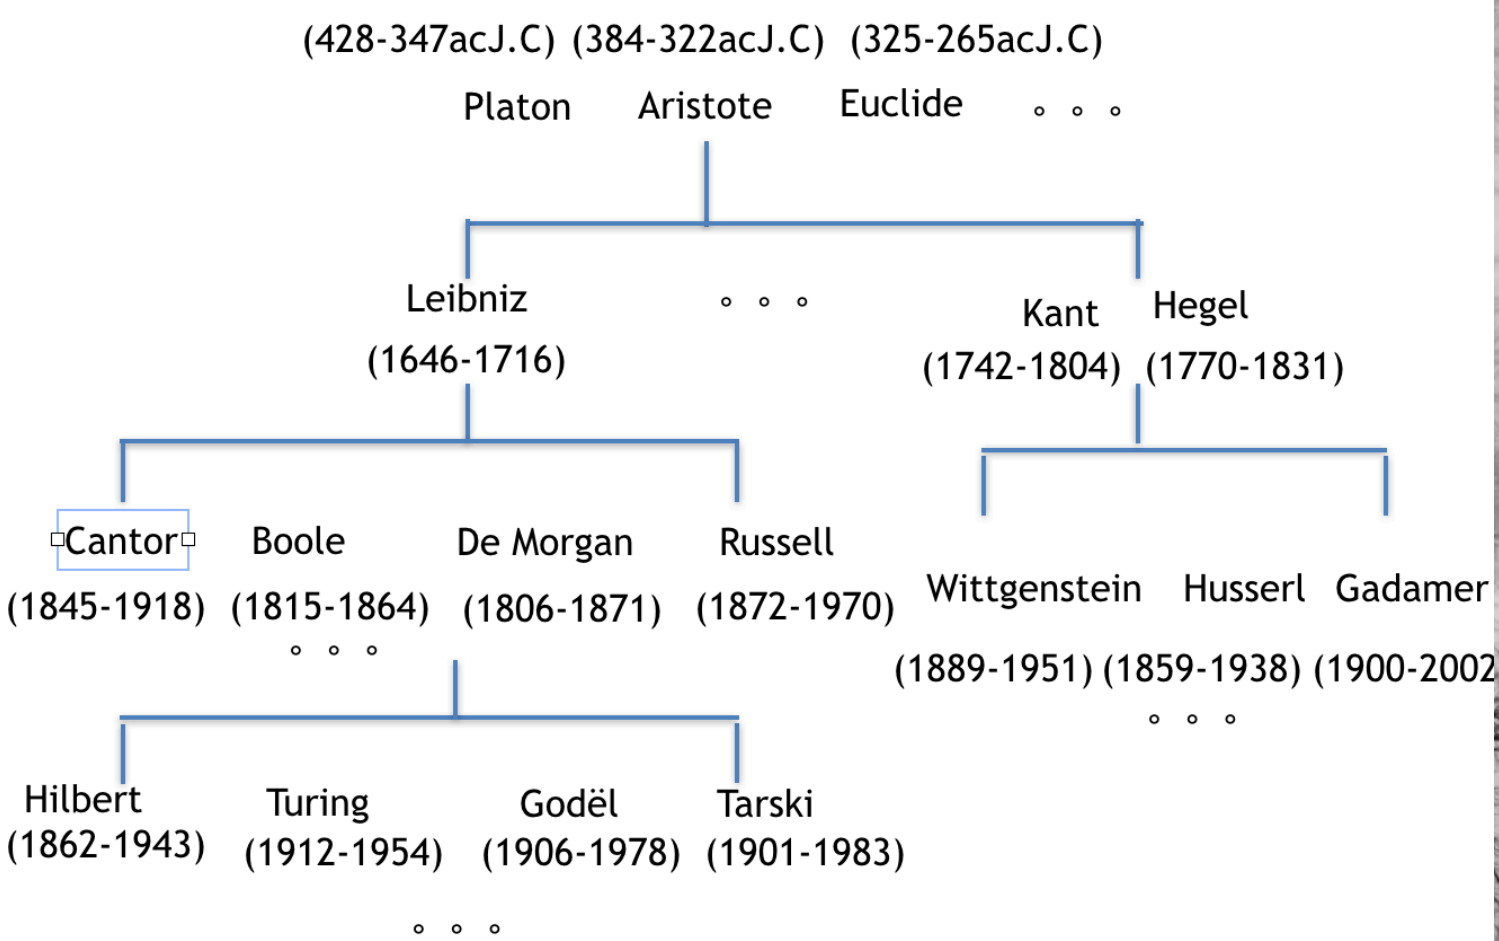 (428-347acJ.C) (384-322acJ.C) (325-265acJ.C)
Platon Aristote Euclide
Leibniz Kant Hegel
(1646-1716) (1742-1804) (1770-1831)
Cantor Boole De Morgan Russell
(1845-1918) (1815-1864) (1806-1871) (1872-1970)
Wittgenstein Husserl Gadamer
(1889-1951) (1859-1938) (1900-2002
Hilbert Turing Godël Tarski
(1862-1943) (1912-1954) (1906-1978) (1901-1983)